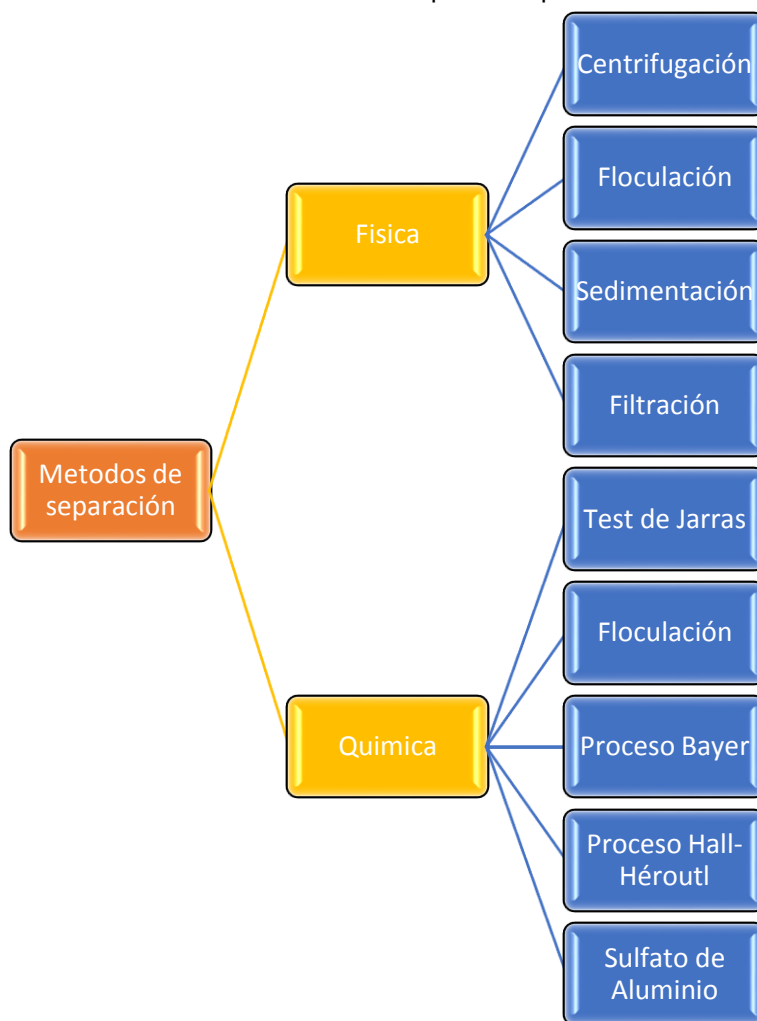 Centrifugación
Floculación
Fisica
Sedimentación
Filtración
Metodos de
separación
Test de Jarras
Floculación
Quimica
Proceso Bayer
Proceso Hall-
Héroutl
Sulfato de
Aluminio